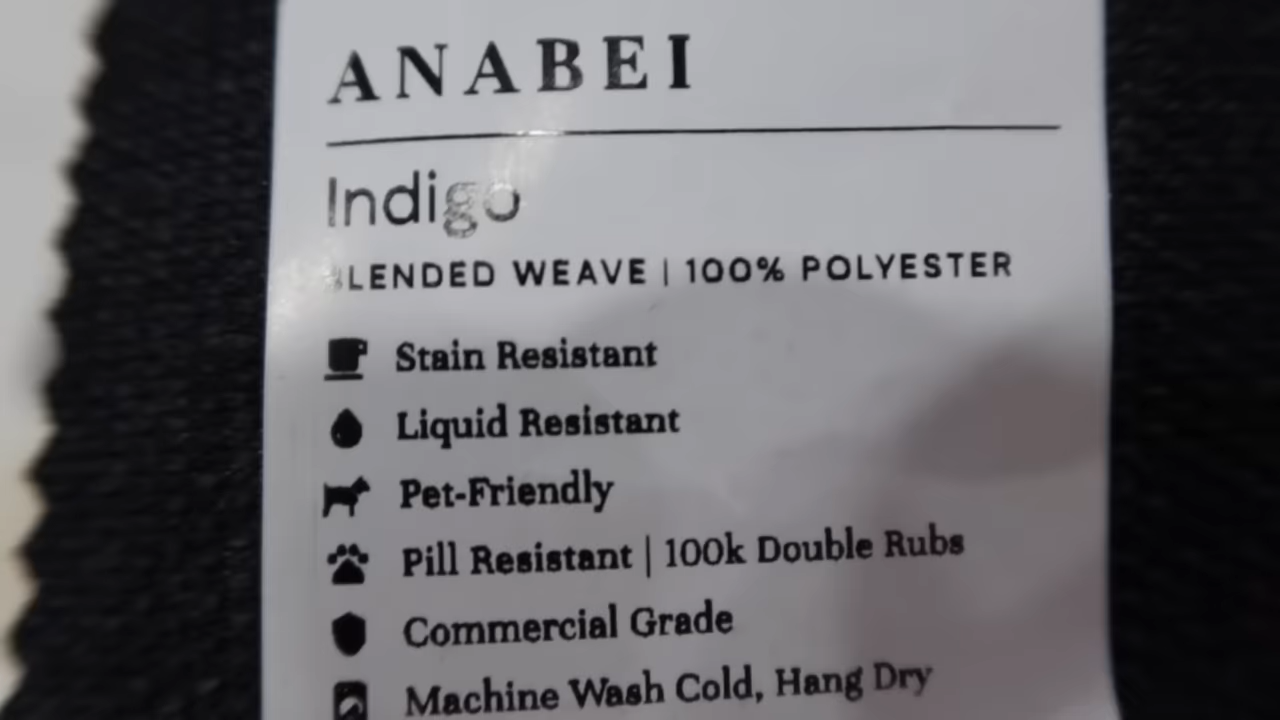 ANABEI
Indigo
BLENDED WEAVE | 100% POLYESTER
Stain Resistant
Liquid Resistant
Pet-Friendly
Pill Resistant | 100k Double Rubs
Commercial Grade
Machine Wash Cold, Hang Dry